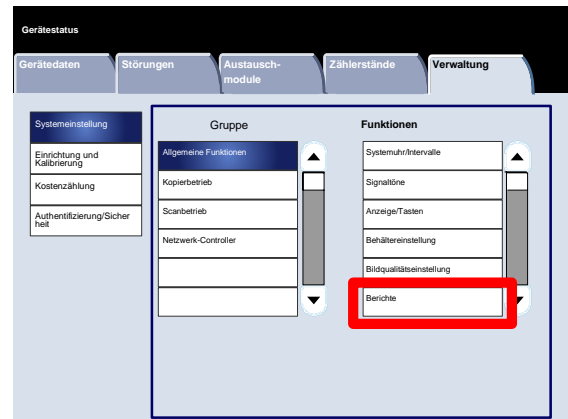 Gerätestatus
Gerätedaten
Störungen
Austausch-
module
Zählerstände
Verwaltung
Systemeinstellung
Einrichtung und
Kalibrierung
Kostenzählung
Authentifizierung/Sicher
heit
Gruppe
Allgemeine Funktionen
Kopierbetrieb
Scanbetrieb
Netzwerk-Controller
Funktionen
Systemuhr/Intervalle
Signaltöne
Anzeige/Tasten
Behältereinstellung
Bildqualitätseinstellung
Berichte